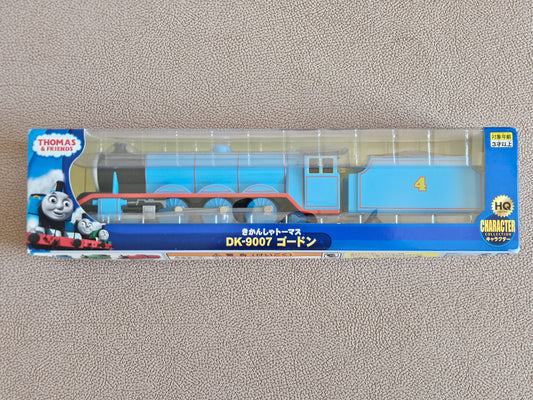 THOMAS
& FRIENDS
対象年齢
3才以上
4
HQ
CHARACTER
COLLECTION
キャラクター
きかんしゃトーマス
DK-9007 ゴードン